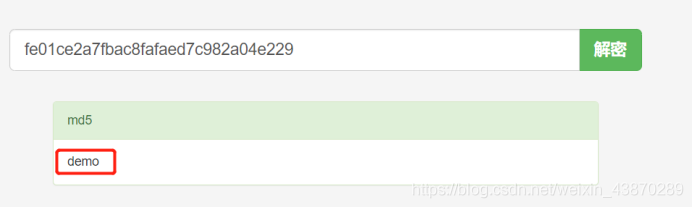 fe01ce2a7fbac8fafaed7c982a04e229 解密
md5
demo
https://blog.csdn.net/weixin_43870289